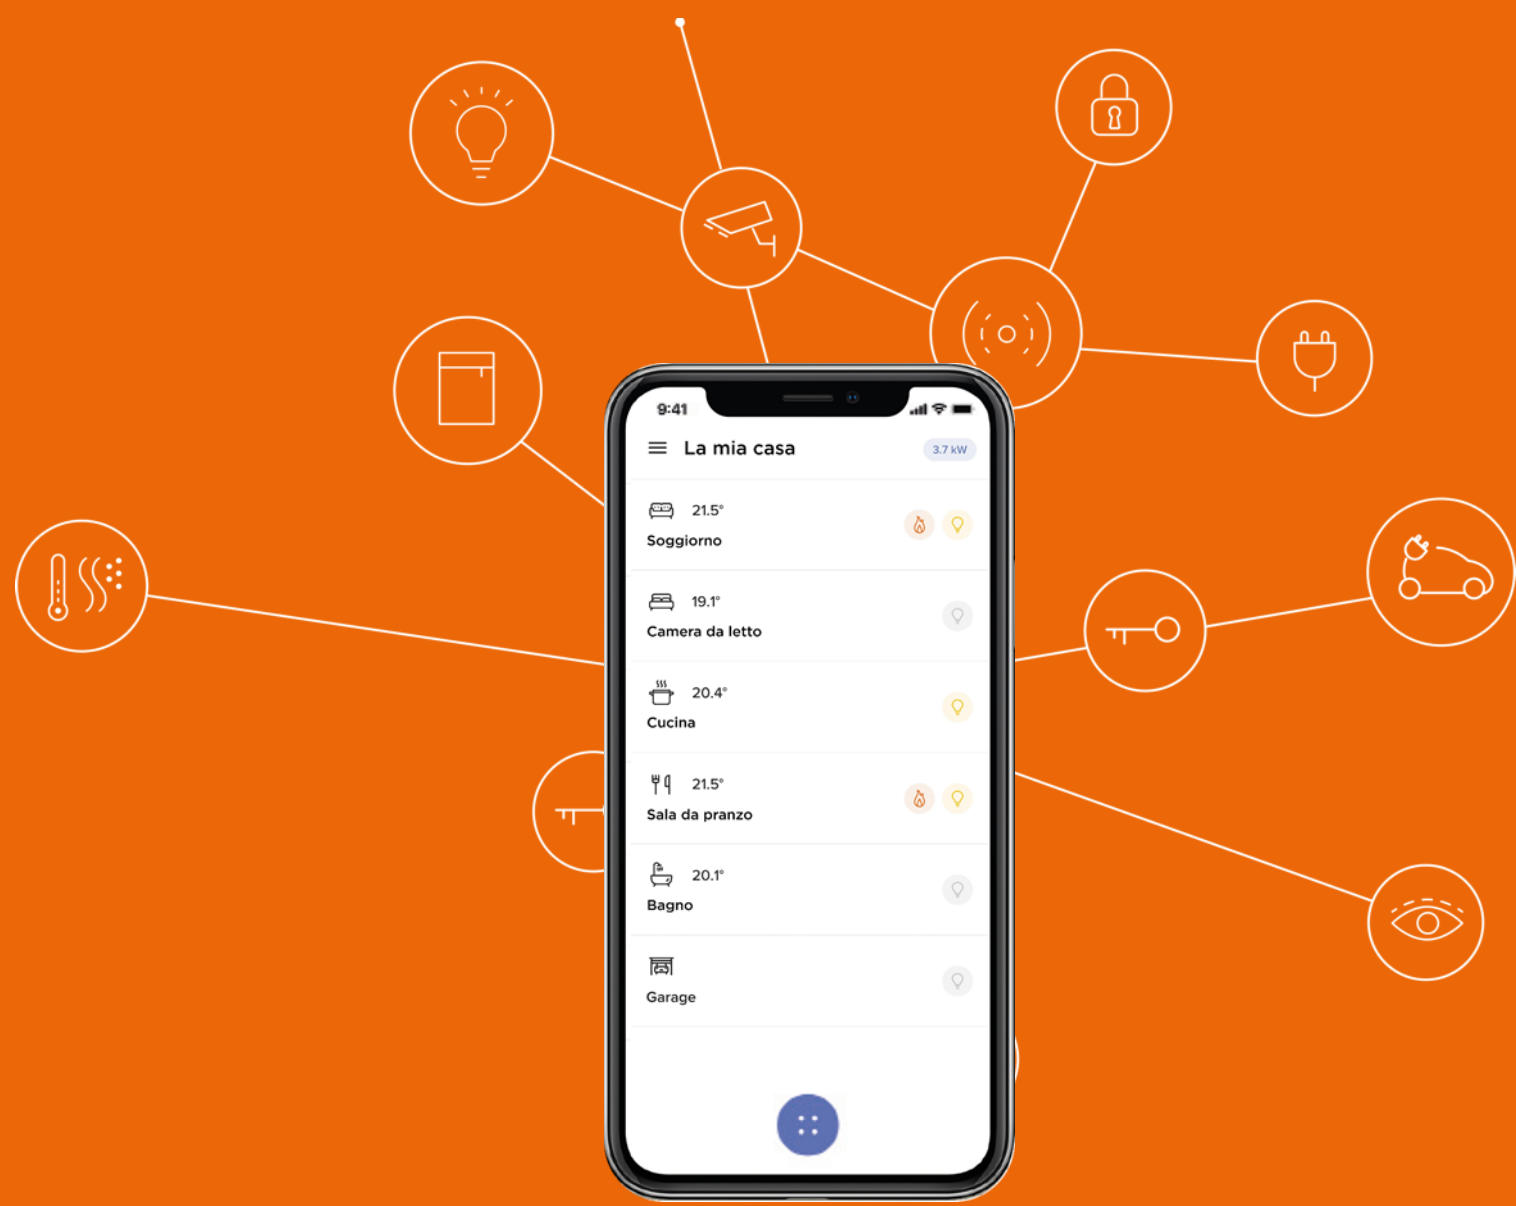 9:41
La mia casa
3.7 kW
21.5°
Soggiorno
19.1°
Camera da letto
20.4°
Cucina
21.5°
Sala da pranzo
20.1°
Bagno
Garage